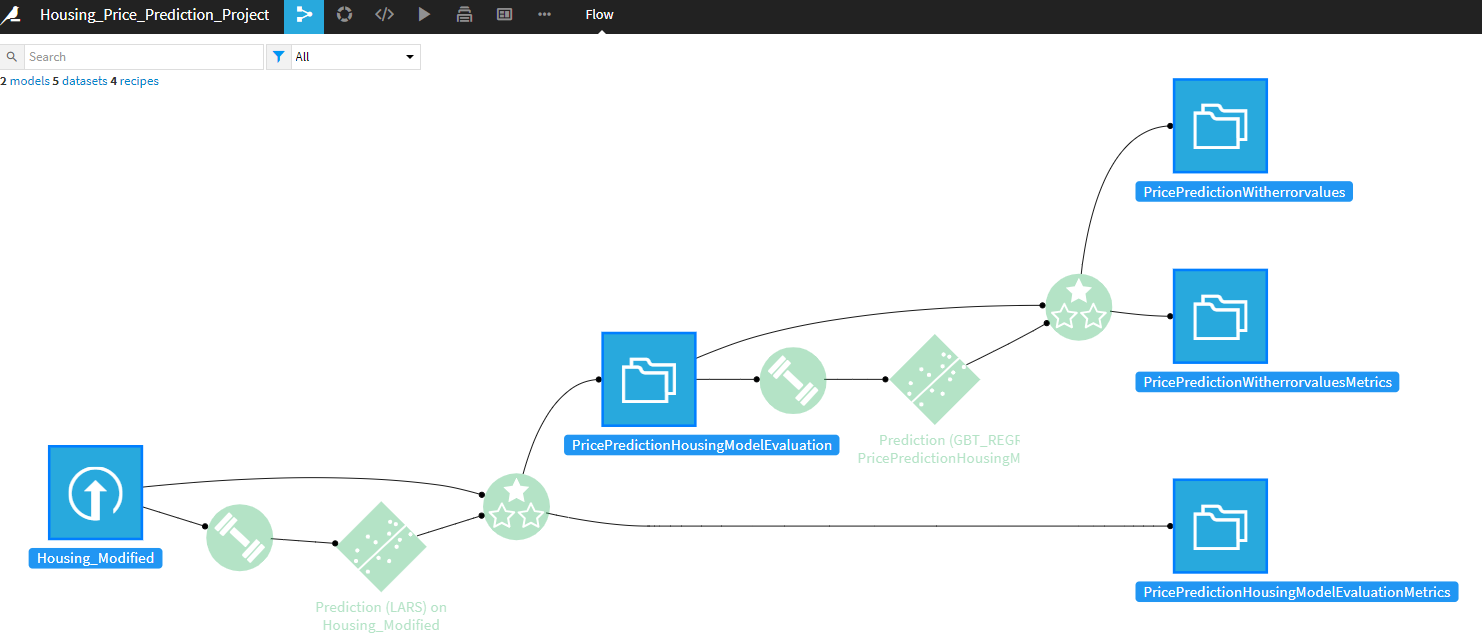 Housing_Price_Prediction_Project
Flow
Search
All
2 models 5 datasets 4 recipes
PricePredictionWitherrorvalues
PricePredictionWitherrorvaluesMetrics
PricePredictionHousingModelEvaluation
Prediction (GBT_REGF
PricePredictionHousingM
Housing_Modified
PricePredictionHousingModelEvaluationMetrics
Prediction (LARS) on
Housing_Modified